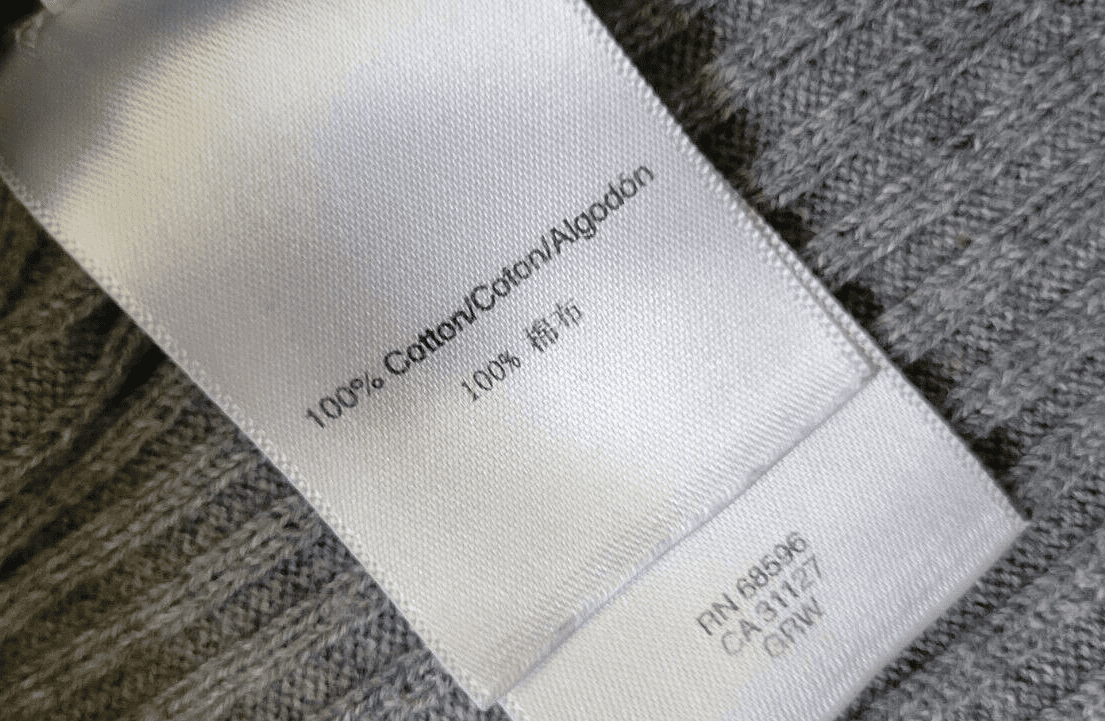 100% Cotton/Coton/Algodón
100% 棉布
RN 68596
CA 31127
GRW